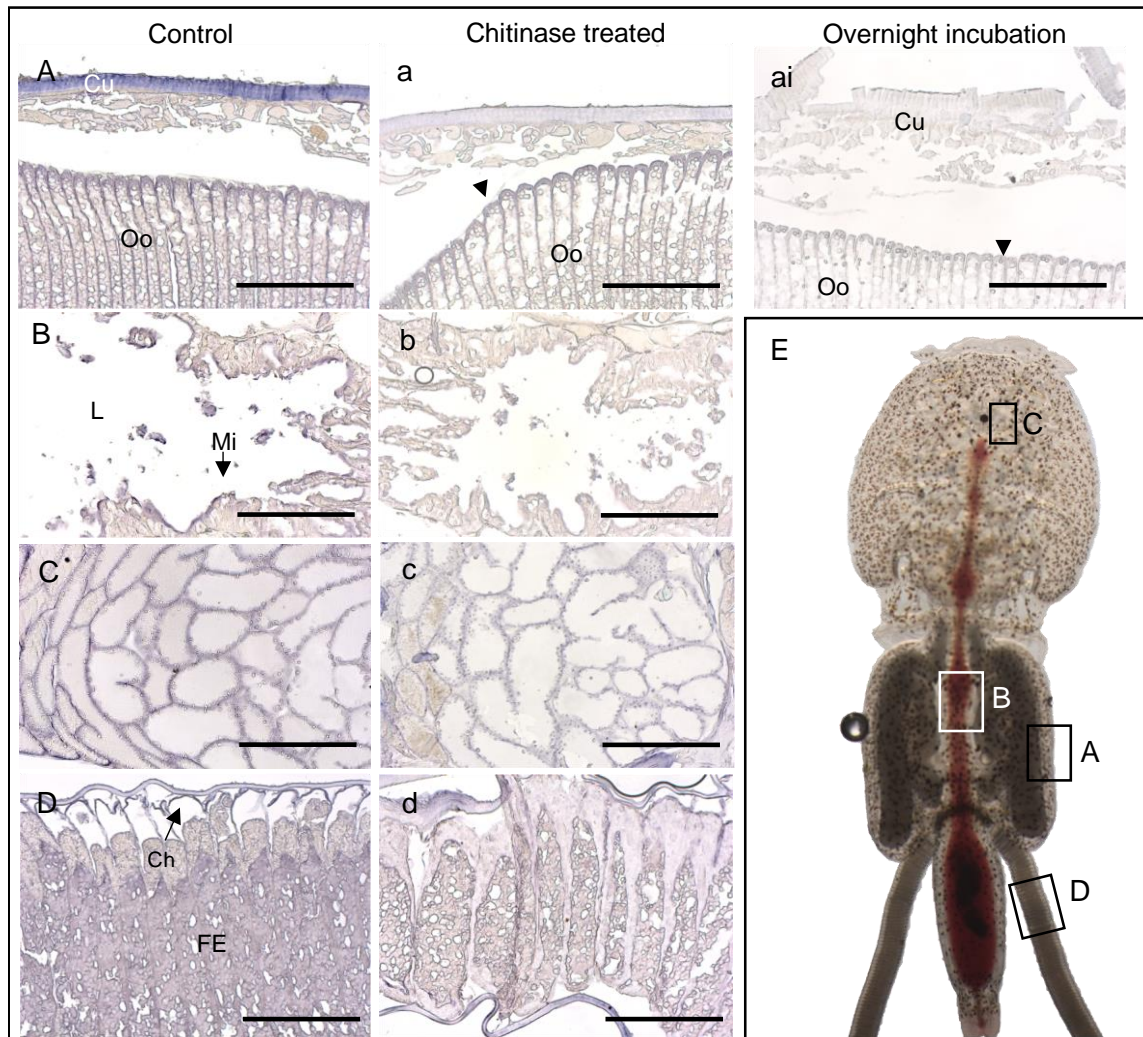 Control Chitinase treated Overnight incubation
A a ai
Cu Cu
Oo Oo Oo
B b E
L C
Mi
C c B
A
D d D
Ch
FE